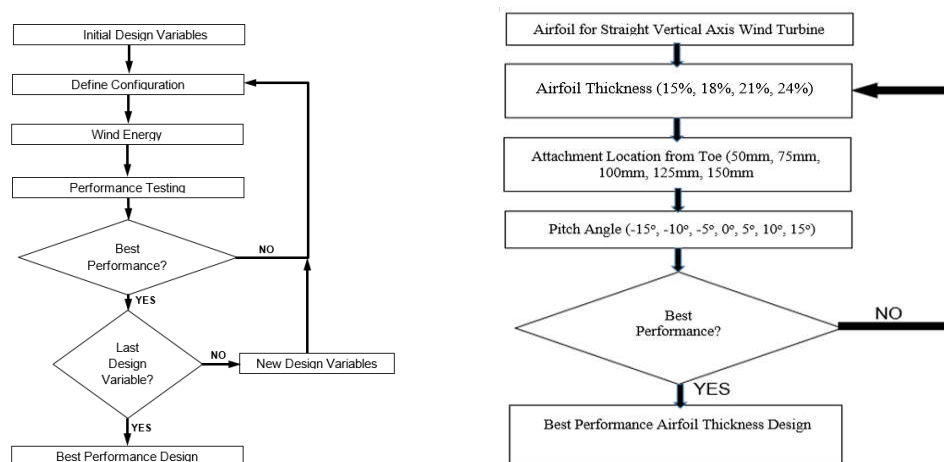 Initial Design Variables
Define Configuration
Wind Energy
Performance Testing
Best
Performance?
NO
YES
Last
Design
Variable?
NO
New Design Variables
YES
Best Performance Design
Airfoil for Straight Vertical Axis Wind Turbine
Airfoil Thickness (15%, 18%, 21%, 24%)
Attachment Location from Toe (50mm, 75mm,
100mm, 125mm, 150mm
Pitch Angle (-15°, -10°, -5°, 0°, 5°, 10°, 15°)
Best
Performance?
NO
YES
Best Performance Airfoil Thickness Design